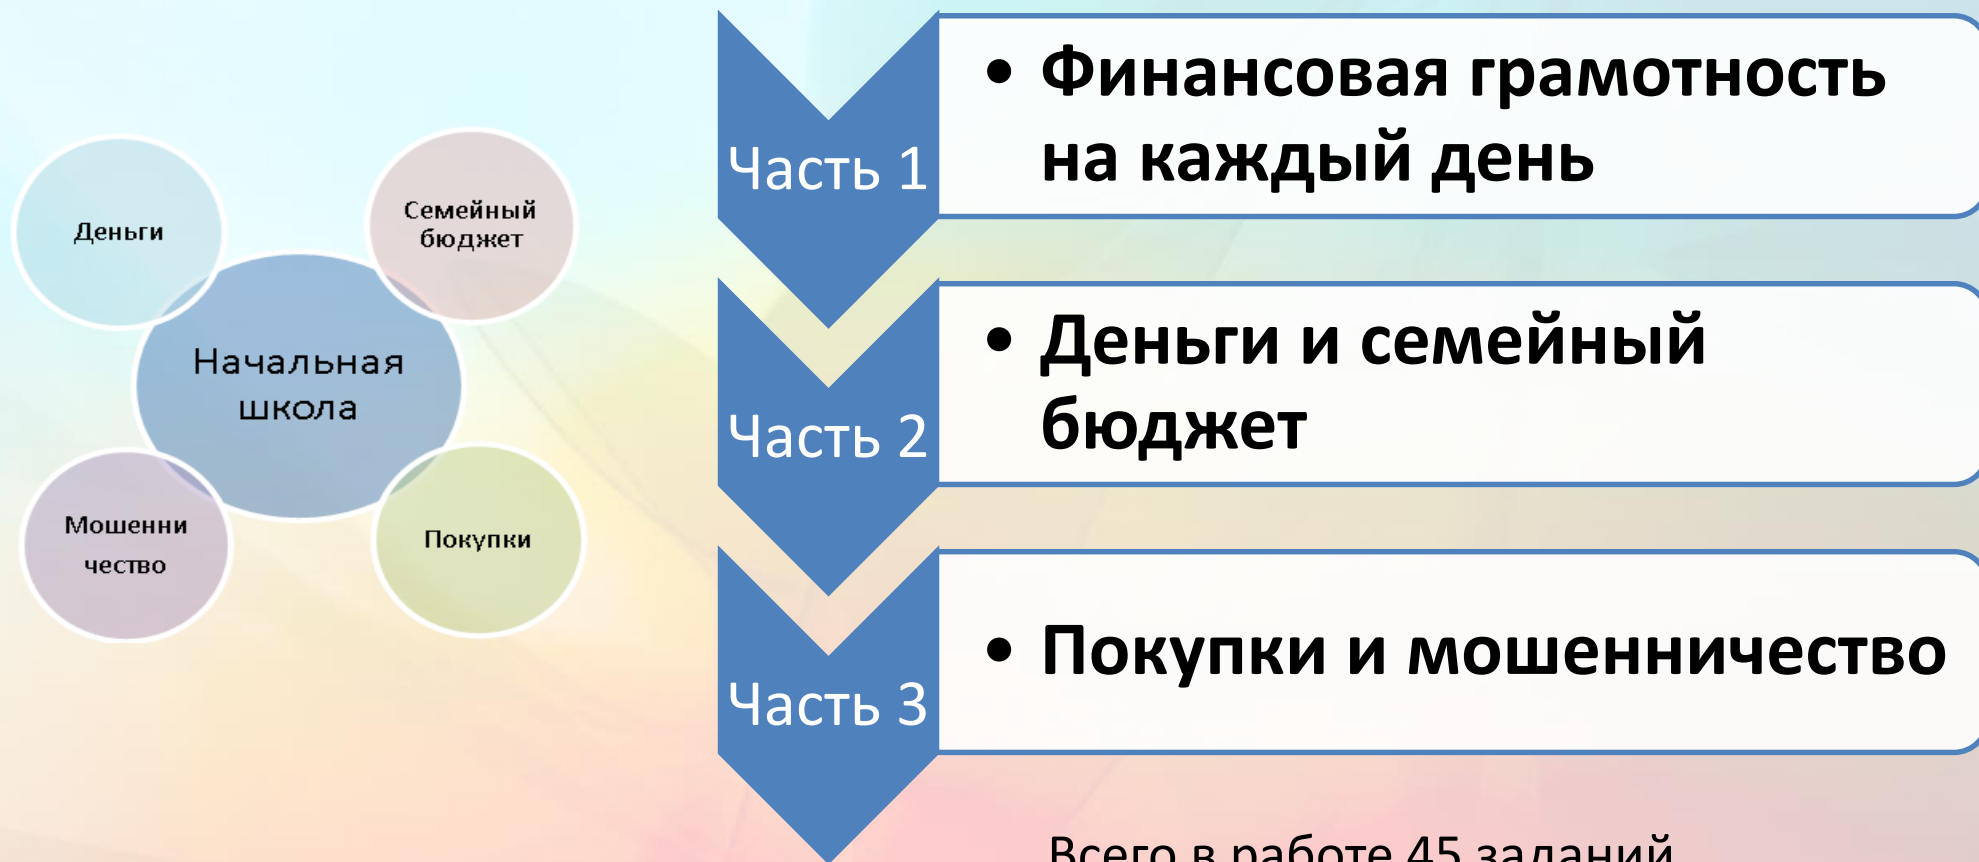 Деньги
Семейный
бюджет
Начальная
школа
Мошенни
чество
Покупки
Часть 1
• Финансовая грамотность
на каждый день
Часть 2
• Деньги и семейный
бюджет
Часть 3
• Покупки и мошенничество
Всего в работе 45 заданий